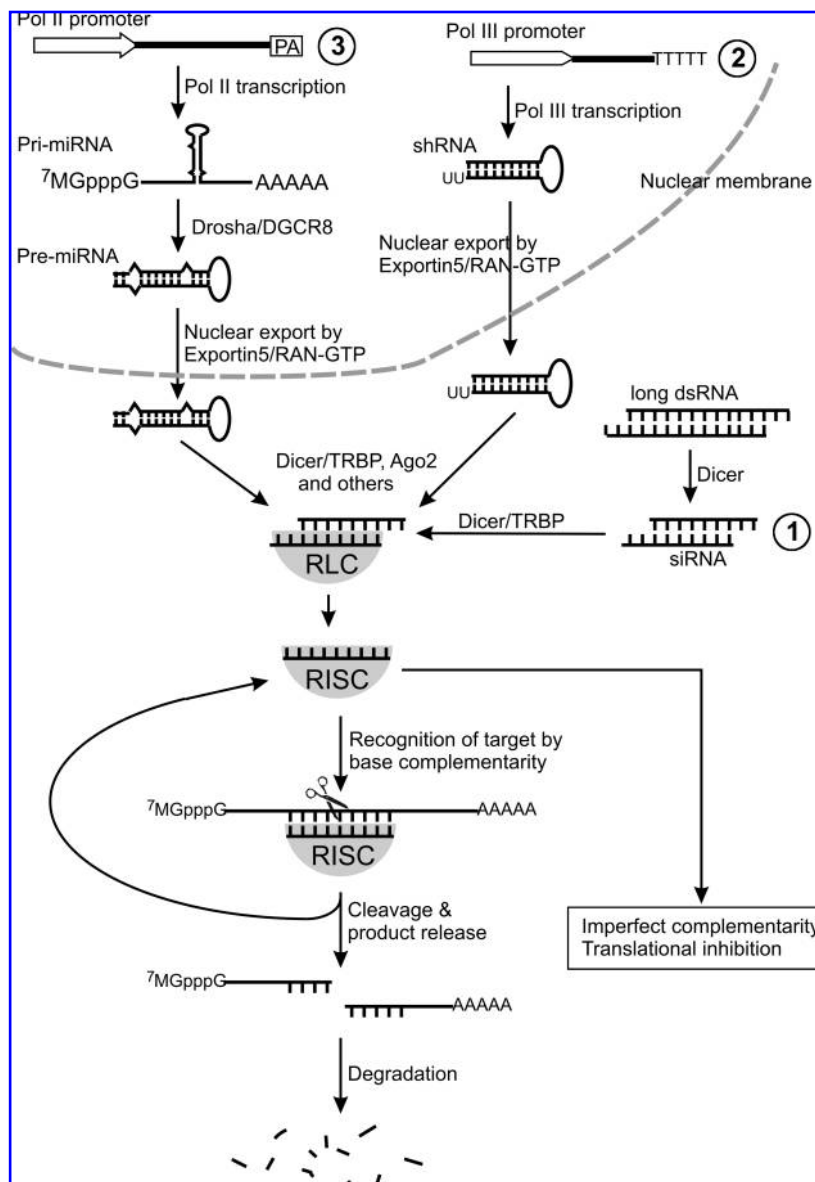 Pol II promoter
PA
3
Pol II transcription
Pri-miRNA
7MGpppG
AAAAA
Drosha/DGCR8
Pre-miRNA
Nuclear export by
Exportin5/RAN-GTP
Pol III promoter
TTTTT
2
Pol III transcription
shRNA
UU
Nuclear membrane
Nuclear export by
Exportin5/RAN-GTP
UU
long dsRNA
Dicer
siRNA
1
Dicer/TRBP
Dicer/TRBP, Ago2
and others
RLC
RISC
Recognition of target by
base complementarity
7MGpppG
AAAAA
RISC
Cleavage &
product release
Imperfect complementarity
Translational inhibition
7MGpppG
AAAAA
Degradation